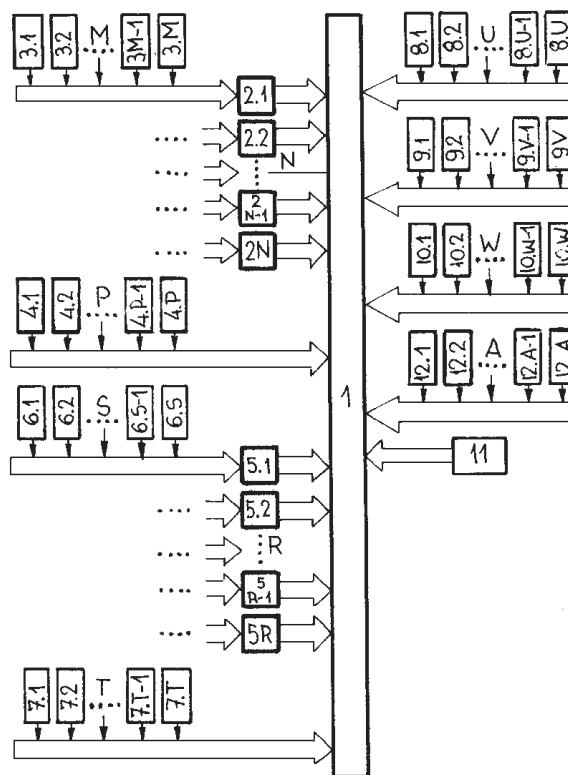 3.1 3.2 ..... M 3M-1 3.M
2.1
2.2
N
2
N-1
2N
4.1 4.2 ..... P 4.P-1 4.P
6.1 6.2 ..... S 6.S-1 6.S
5.1
5.2
R
5
R-1
5R
7.1 7.2 ..... T 7.T-1 7.T
1
8.1 8.2 ..... U 8.U-1 8.U
9.1 9.2 ..... V 9.V-1 9V
10.1 10.2 ..... W 10.W-1 10.W
12.1 12.2 ..... A 12.A-1 12.A
11